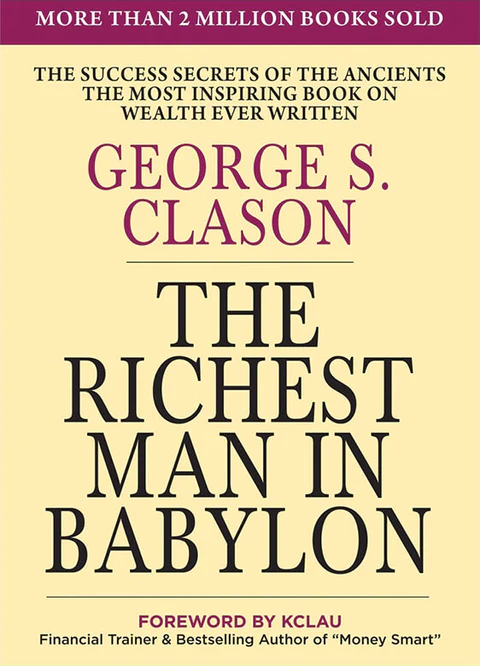 MORE THAN 2 MILLION BOOKS SOLD
THE SUCCESS SECRETS OF THE ANCIENTS
THE MOST INSPIRING BOOK ON
WEALTH EVER WRITTEN
GEORGE S.
CLASON
THE
RICHEST
MAN IN
BABYLON
FOREWORD BY KCLAU
Financial Trainer & Bestselling Author of “Money Smart”